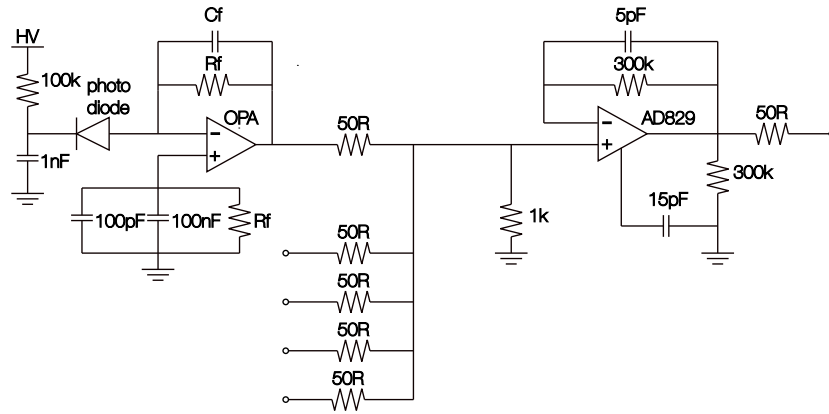 HV
100k
photo
diode
1nF
Cf
Rf
OPA
100pF
100nF
Rf
50R
50R
50R
50R
50R
1k
5pF
300k
AD829
50R
300k
15pF